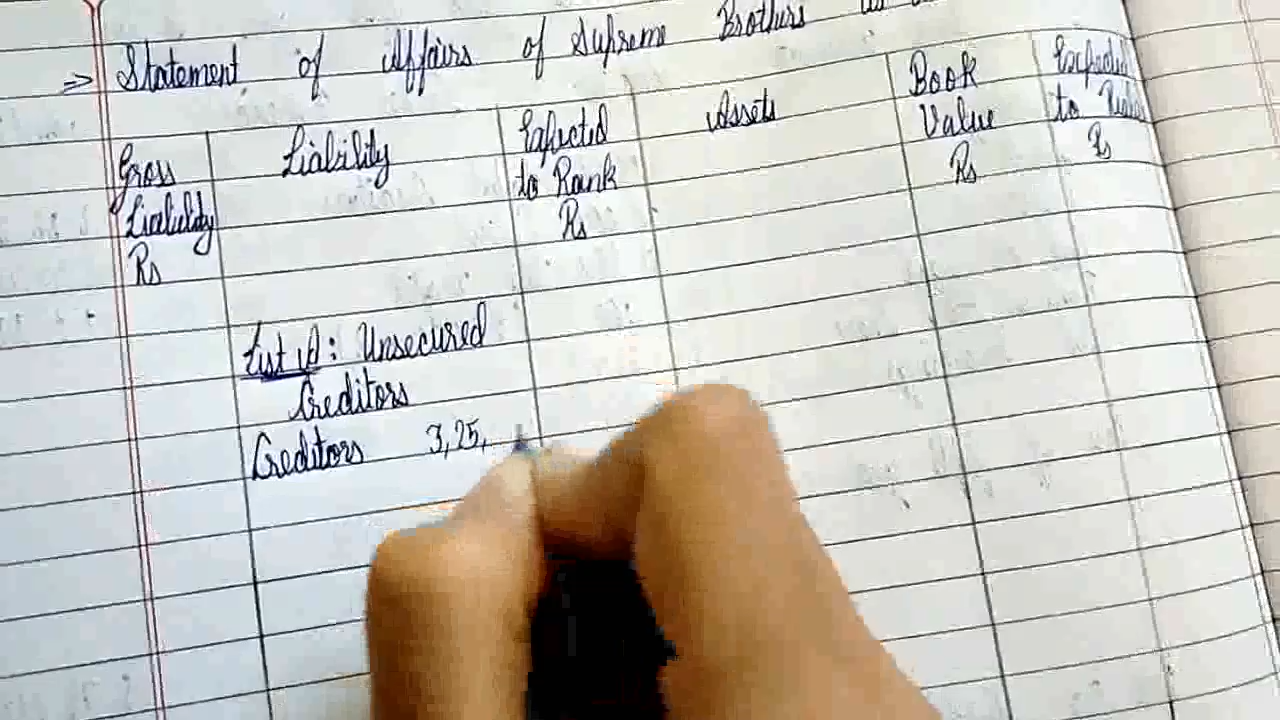 ⇒ Statement of Affairs of Supreme Brothers as
Gross Liability Rs
Liability
Expected to Rank Rs
Assets
Book Value Rs
Expected to Rs
List A: Unsecured
Creditors
Creditors 3,25,